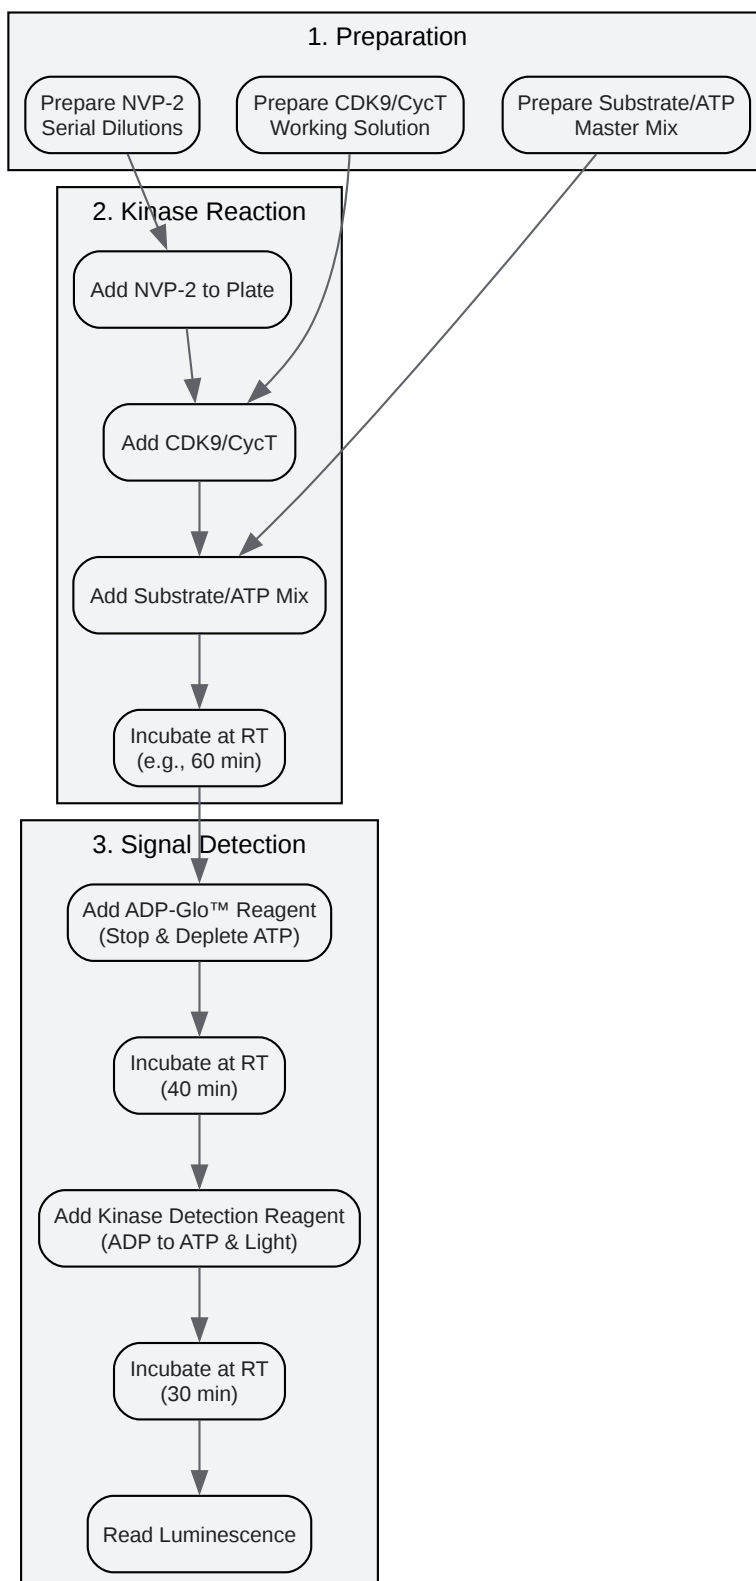 1. Preparation
Prepare NVP-2
Serial Dilutions
Prepare CDK9/CycT
Working Solution
Prepare Substrate/ATP
Master Mix
2. Kinase Reaction
Add NVP-2 to Plate
Add CDK9/CycT
Add Substrate/ATP Mix
Incubate at RT
(e.g., 60 min)
3. Signal Detection
Add ADP-Glo™ Reagent
(Stop & Deplete ATP)
Incubate at RT
(40 min)
Add Kinase Detection Reagent
(ADP to ATP & Light)
Incubate at RT
(30 min)
Read Luminescence